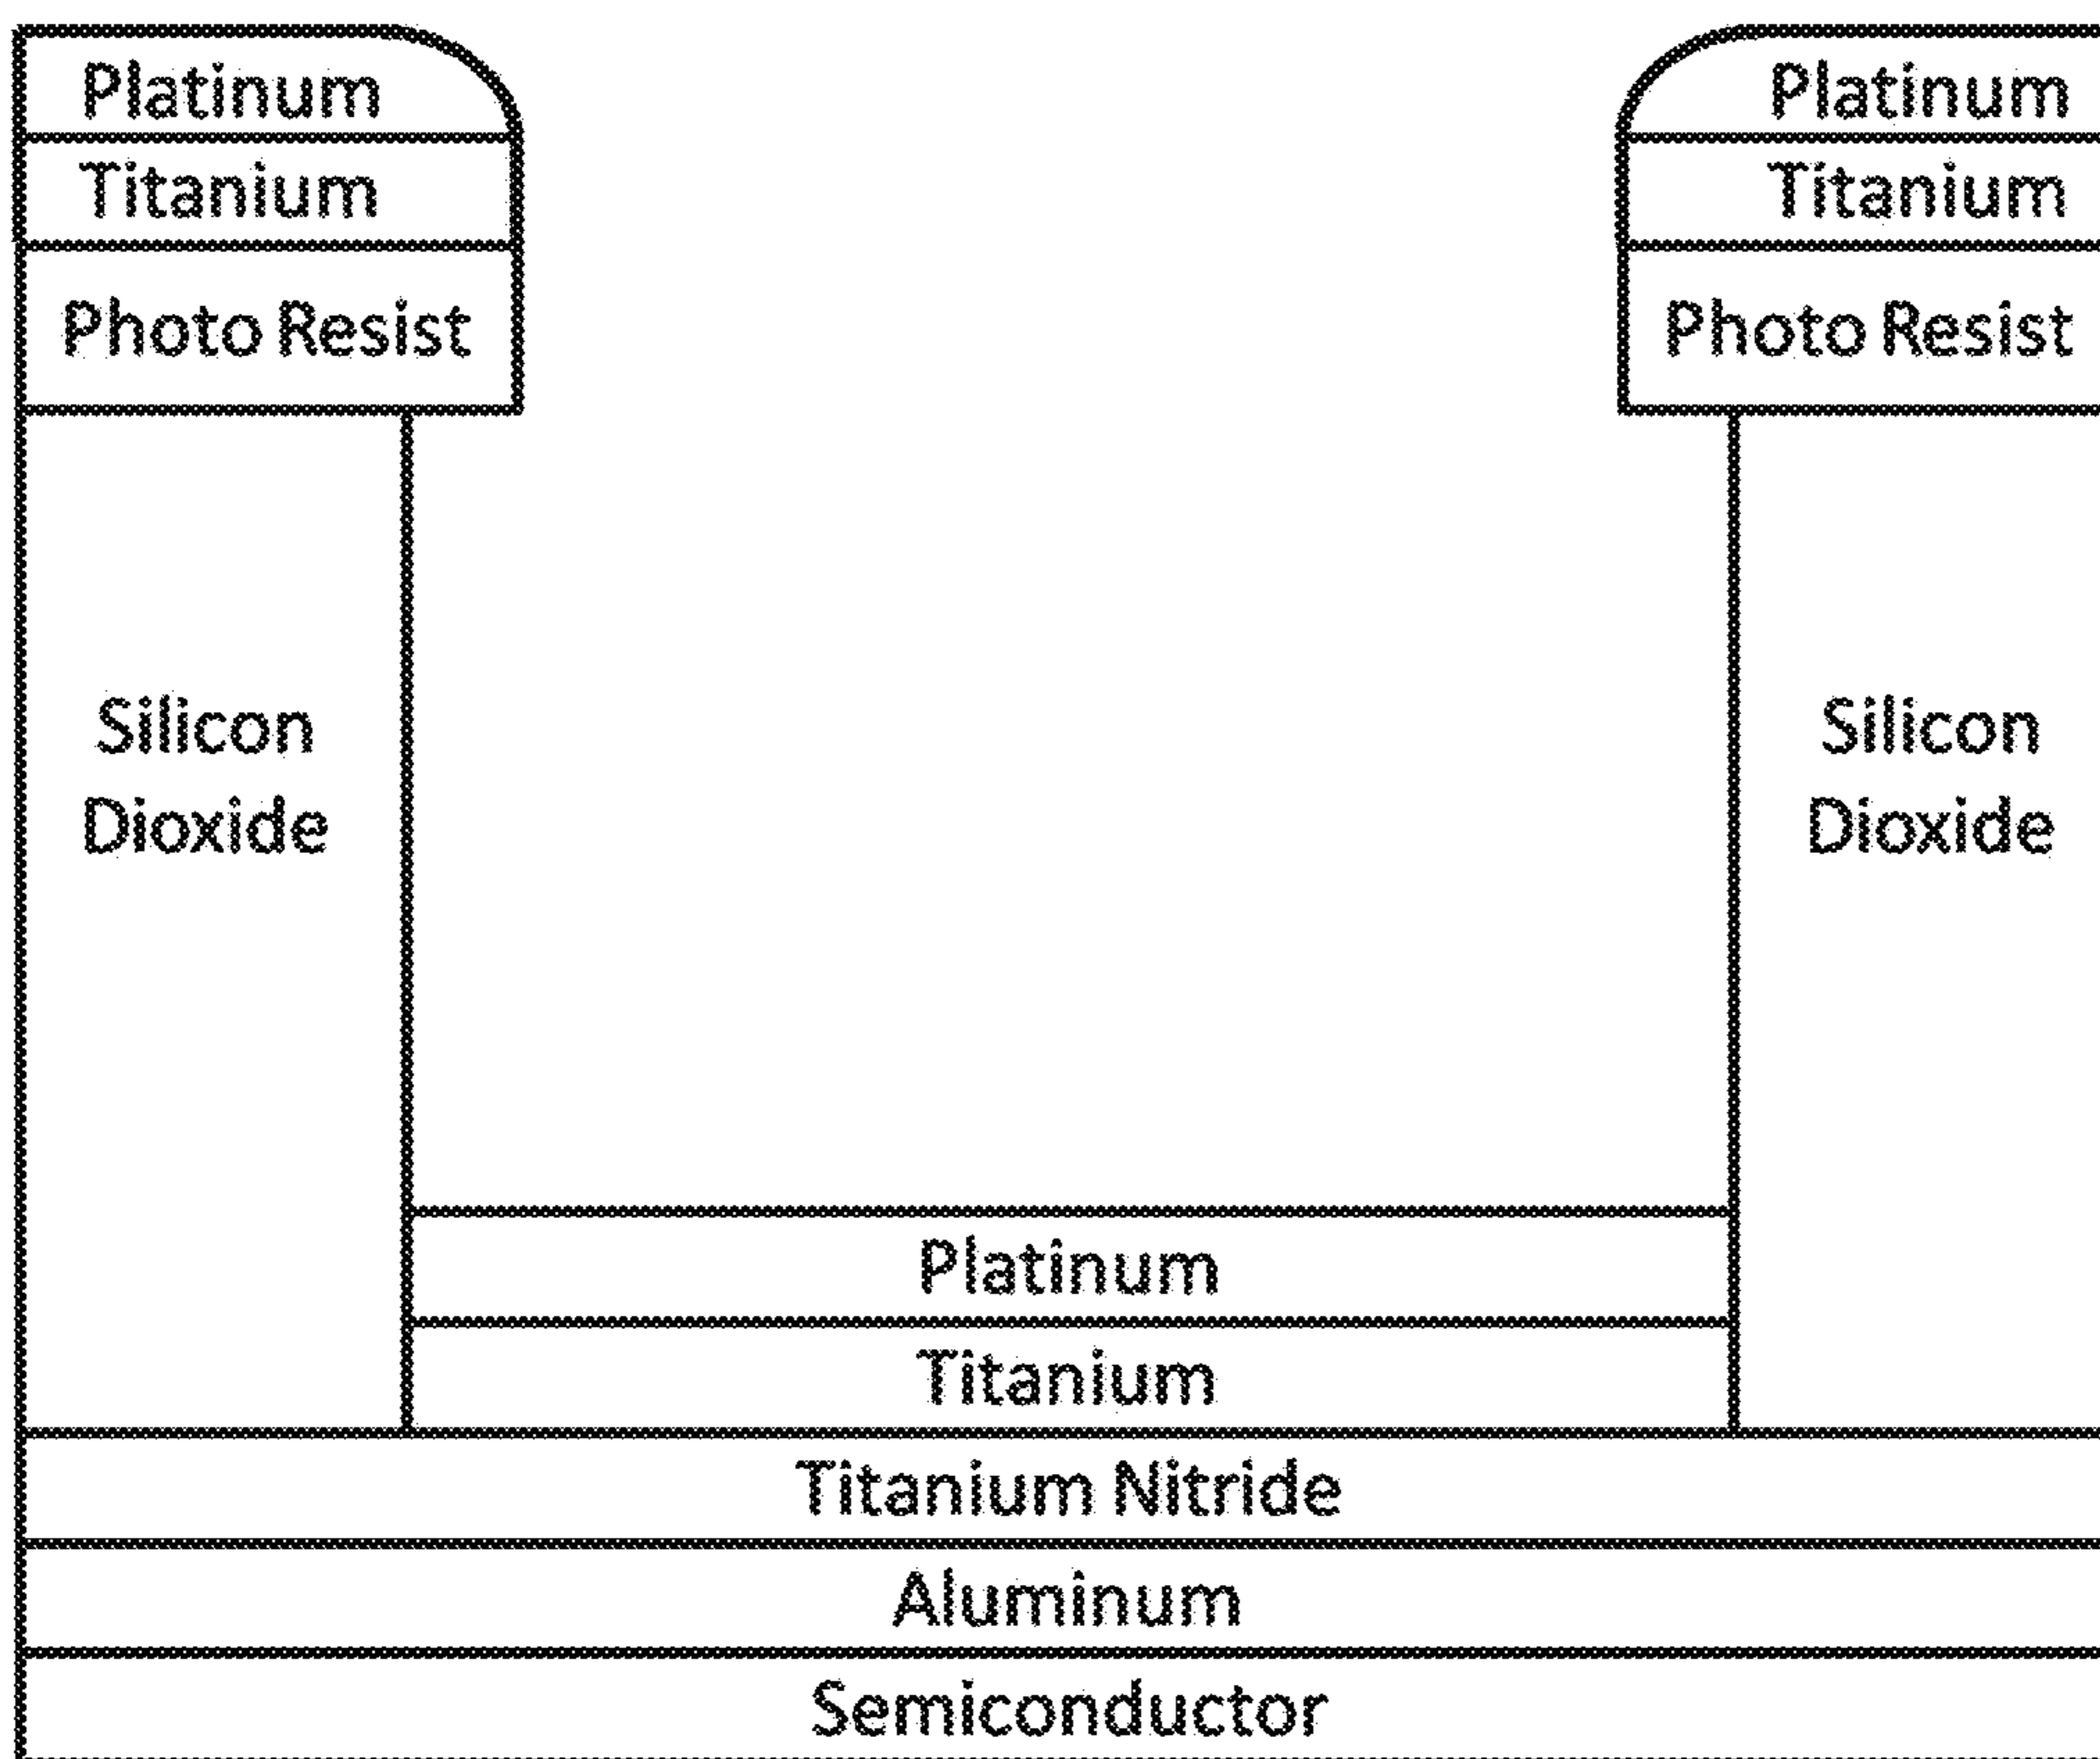 Platinum
Platinum
Titanium
Titanium
Photo Resist
Photo Resist
Silicon
Dioxide
Silicon
Dioxide
Platinum
Titanium
Titanium Nitride
Aluminum
Semiconductor